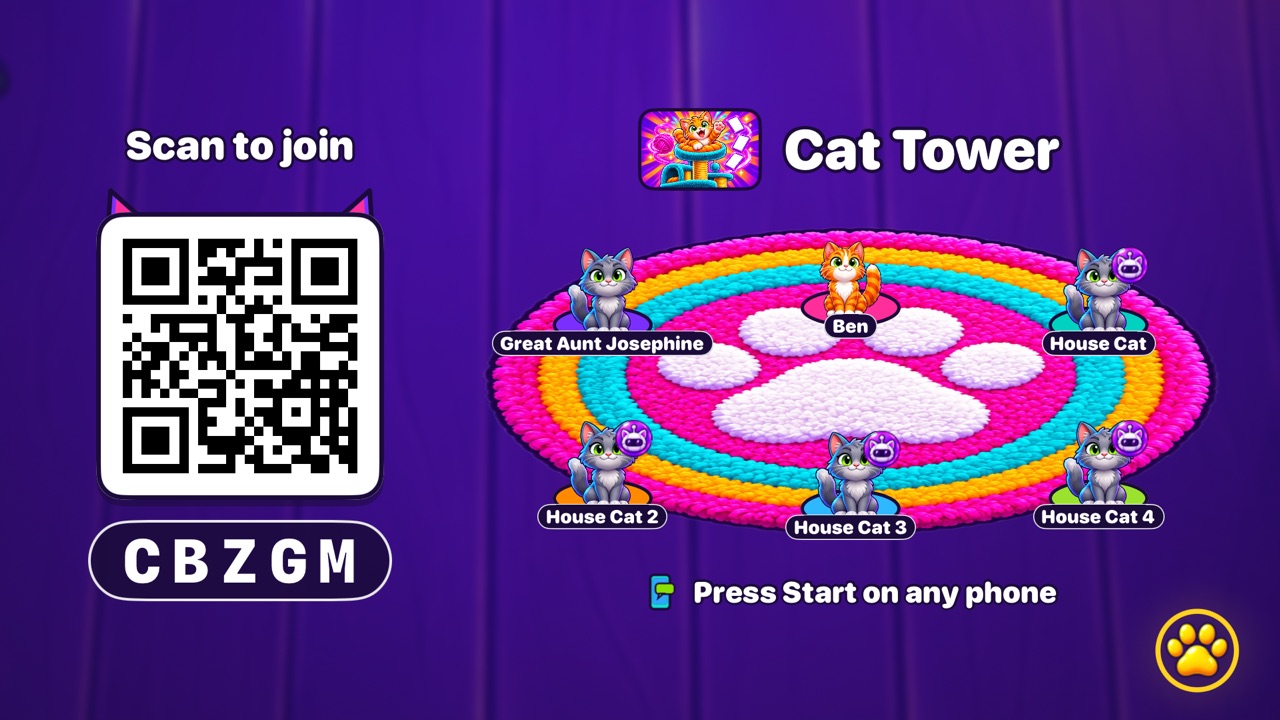 Scan to join
CBZGM
Cat Tower
Great Aunt Josephine
Ben
House Cat
House Cat 2
House Cat 3
House Cat 4
Press Start on any phone